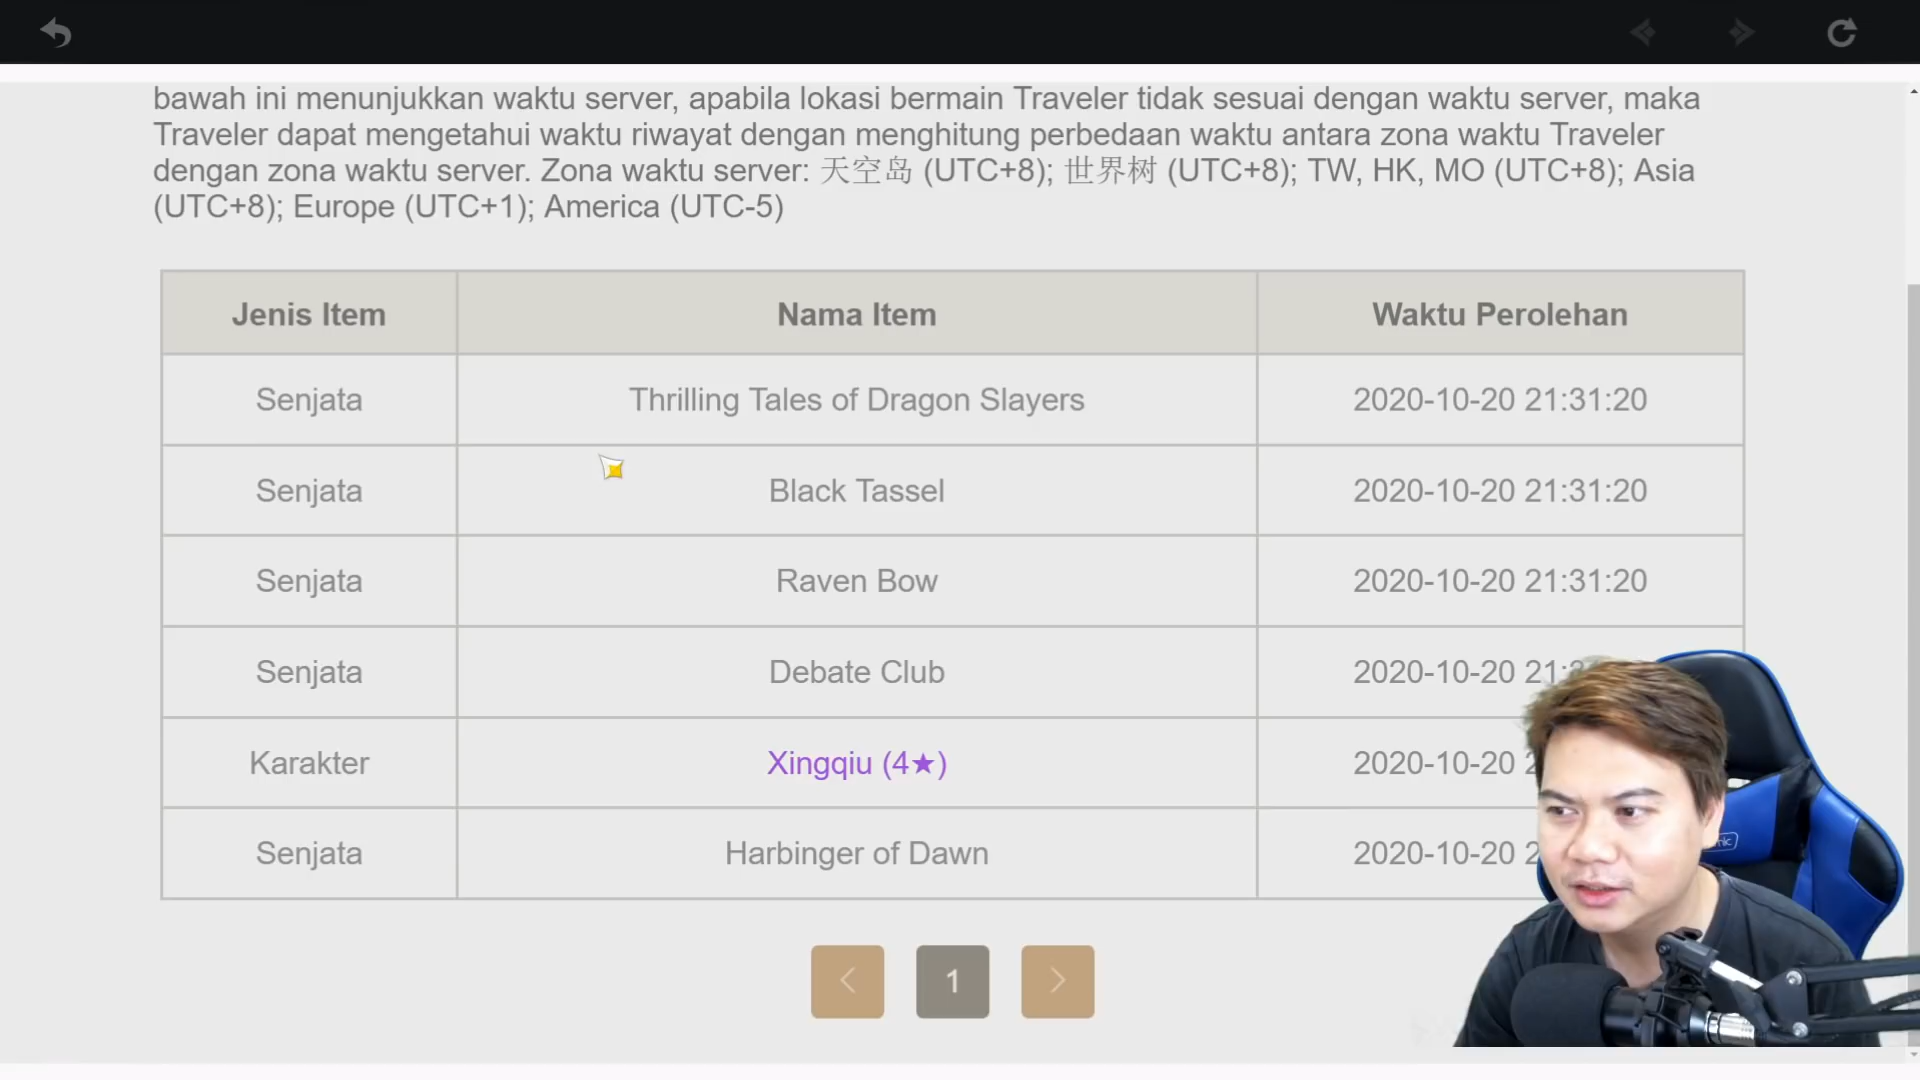 bawah ini menunjukkan waktu server, apabila lokasi bermain Traveler tidak sesuai dengan waktu server, maka
Traveler dapat mengetahui waktu riwayat dengan menghitung perbedaan waktu antara zona waktu Traveler
dengan zona waktu server. Zona waktu server: 天空岛 (UTC+8); 世界树 (UTC+8); TW, HK, MO (UTC+8); Asia
(UTC+8); Europe (UTC+1); America (UTC-5)
Jenis Item Nama Item Waktu Perolehan
Senjata Thrilling Tales of Dragon Slayers 2020-10-20 21:31:20
Senjata Black Tassel 2020-10-20 21:31:20
Senjata Raven Bow 2020-10-20 21:31:20
Senjata Debate Club 2020-10-20
Karakter Xingqiu (4★) 2020-10-20
Senjata Harbinger of Dawn 2020-10-20
1